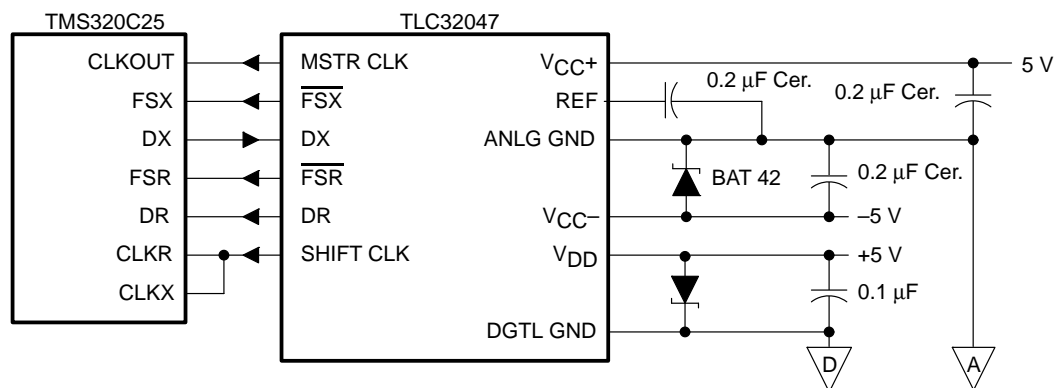 TMS320C25
TLC32047
CLKOUT
FSX
DX
FSR
DR
CLKR
CLKX
MSTR CLK
FSX
DX
FSR
DR
SHIFT CLK
VCC+
REF
ANLG GND
VCC–
VDD
DGTL GND
5 V
0.2 μF Cer.
0.2 μF Cer.
BAT 42
0.2 μF Cer.
–5 V
+5 V
0.1 μF
D
A